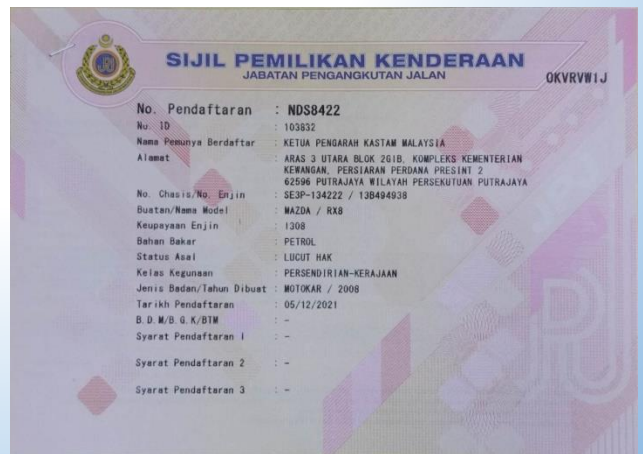 SIJIL PEMILIKAN KENDERAAN
JABATAN PENGANGKUTAN JALAN
OKVRVW1J
No. Pendaftaran : NDS8422
No. ID : 103832
Nama Pemunya Berdaftar : KETUA PENGARAH KASTAM MALAYSIA
Alamat : ARAS 3 UTARA BLOK 2G1B, KOMPLEKS KEMENTERIAN
KEWANGAN, PERSIARAN PERDANA PRESINT 2
62596 PUTRAJAYA WILAYAH PERSEKUTUAN PUTRAJAYA
No. Chasis/No. Enjin : SE3P-134222 / 13B494938
Buatan/Nama Model : MAZDA / RX8
Keupayaan Enjin : 1308
Bahan Bakar : PETROL
Status Asal : LUCUT HAK
Kelas Kegunaan : PERSENDIRIAN-KERAJAAN
Jenis Badan/Tahun Dibuat : MOTOKAR / 2008
Tarikh Pendaftaran : 05/12/2021
B.D.M/B.G.K/BTM : -
Syarat Pendaftaran 1 : -
Syarat Pendaftaran 2 : -
Syarat Pendaftaran 3 : -